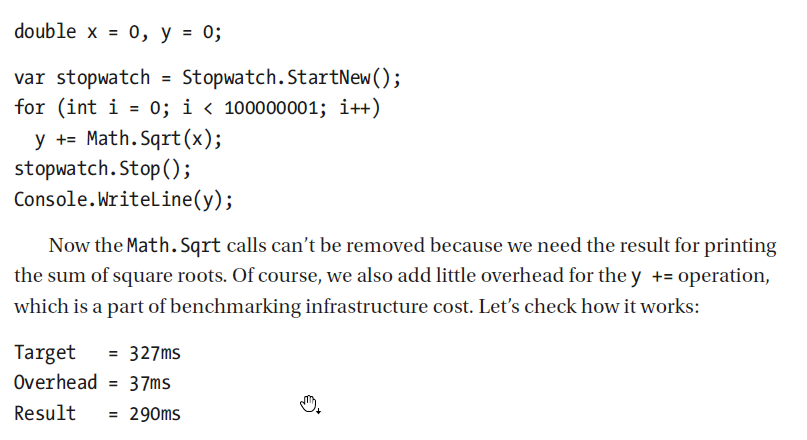 double x = 0, y = 0;
var stopwatch = Stopwatch.StartNew();
for (int i = 0; i < 100000001; i++)
  y += Math.Sqrt(x);
stopwatch.Stop();
Console.WriteLine(y);
Now the Math.Sqrt calls can’t be removed because we need the result for printing
the sum of square roots. Of course, we also add little overhead for the y += operation,
which is a part of benchmarking infrastructure cost. Let’s check how it works:
Target   = 327ms
Overhead = 37ms
Result   = 290ms